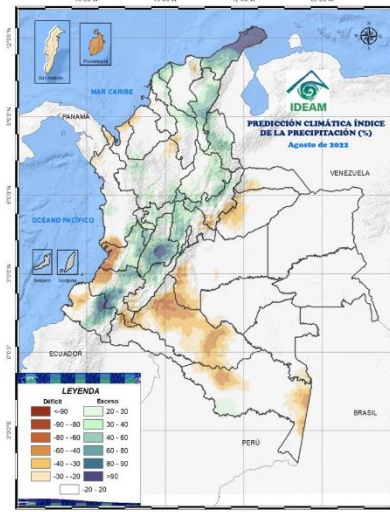 San Andrés
Providencia
MAR CARIBE
IDEAM
PANAMÁ
PREDICCIÓN CLIMÁTICA ÍNDICE
DE LA PRECIPITACIÓN (%)
Agosto de 2022
VENEZUELA
OCÉANO PACÍFICO
ECUADOR
BRASIL
PERÚ
LEYENDA
Déficit Exceso
<-90 20 - 30
-90 - -80 30 - 40
-80 - -60 40 - 60
-60 - -40 60 - 80
-40 - -30 80 - 90
-30 - -20 >90
-20 - 20